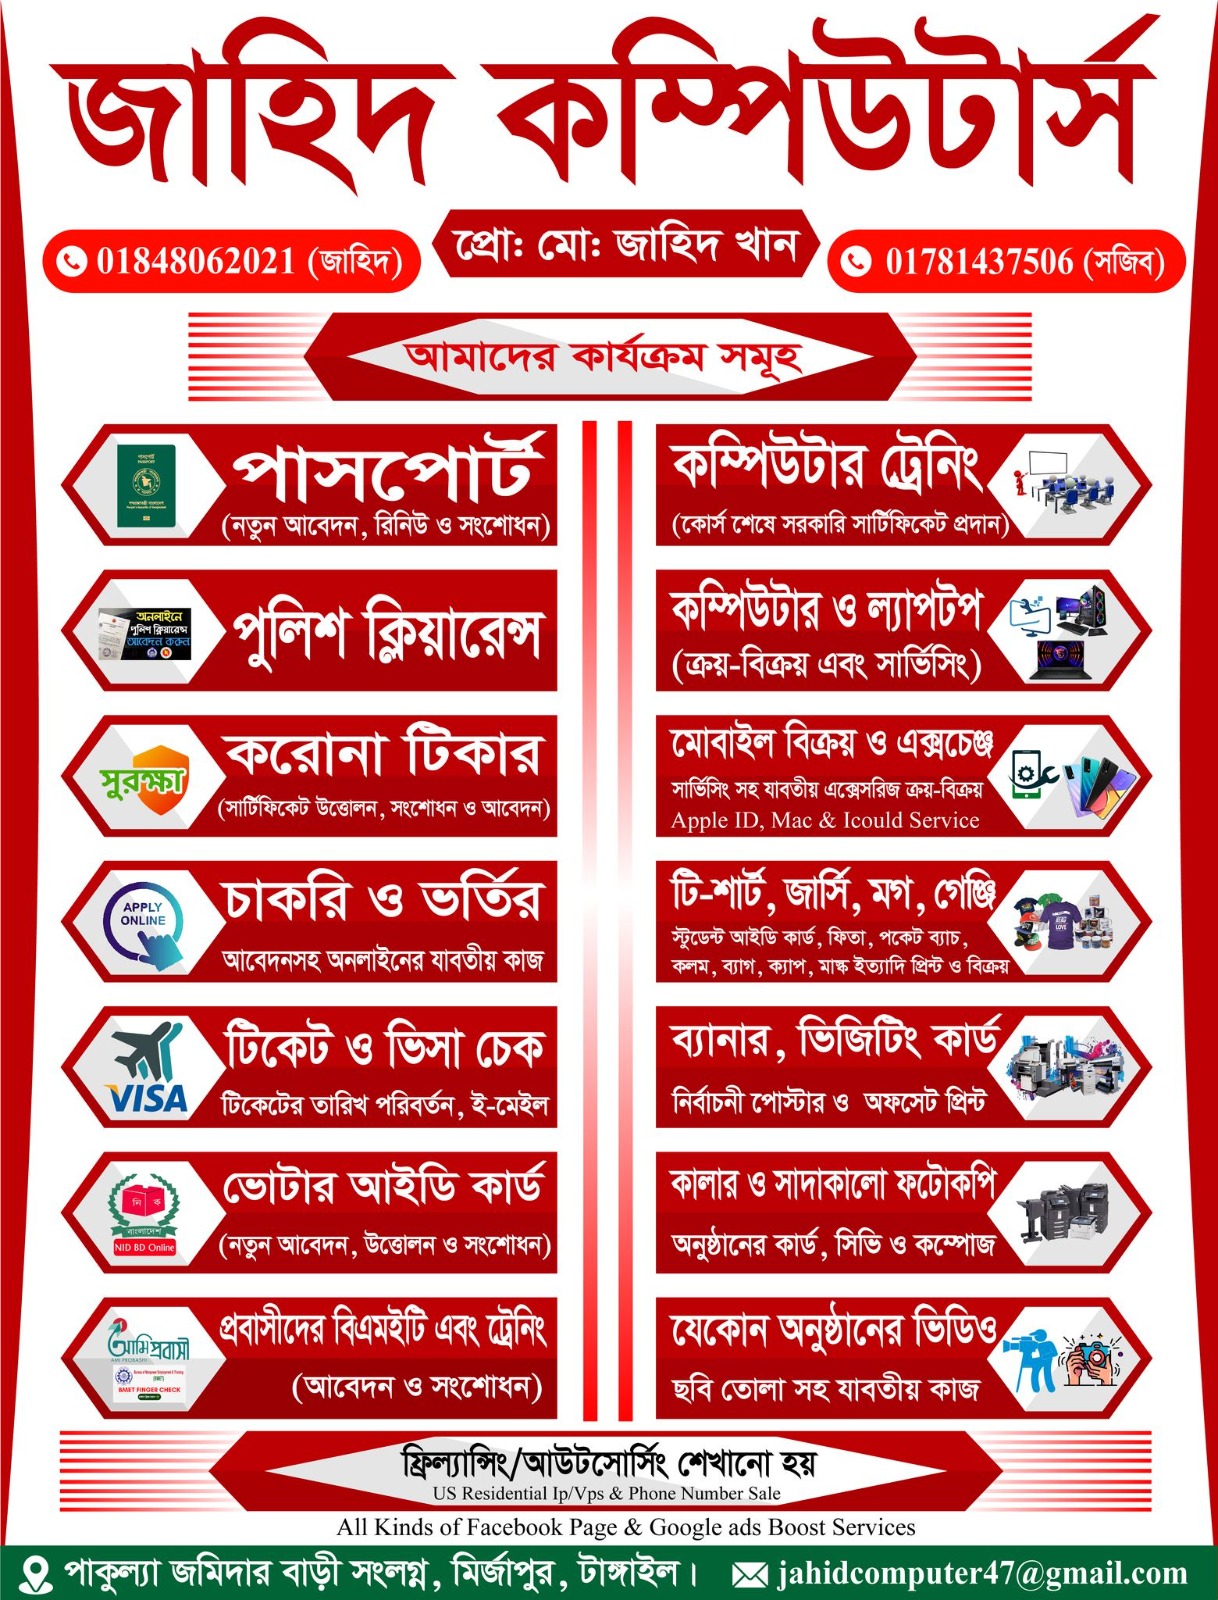 জাহিদ কম্পিউটার্স
প্রো: মো: জাহিদ খান
01848062021 (জাহিদ)
01781437506 (সজিব)
আমাদের কার্যক্রম সমূহ
পাসপোর্ট
(নতুন আবেদন, রিনিউ ও সংশোধন)
অনলাইনে
পুলিশ ক্লিয়ারেন্স
আবেদন করুন
পুলিশ ক্লিয়ারেন্স
সুরক্ষা
করোনা টিকার
(সার্টিফিকেট উত্তোলন, সংশোধন ও আবেদন)
APPLY
ONLINE
চাকরি ও ভর্তির
আবেদনসহ অনলাইনের যাবতীয় কাজ
VISA
টিকেট ও ভিসা চেক
টিকেটের তারিখ পরিবর্তন, ই-মেইল
নি ক
বাংলাদেশ
NID BD Online
ভোটার আইডি কার্ড
(নতুন আবেদন, উত্তোলন ও সংশোধন)
আমি প্রবাসী
AMI PROBASHI
BMET FINGER CHECK
প্রবাসীদের বিএমইটি এবং ট্রেনিং
(আবেদন ও সংশোধন)
কম্পিউটার ট্রেনিং
(কোর্স শেষে সরকারি সার্টিফিকেট প্রদান)
কম্পিউটার ও ল্যাপটপ
(ক্রয়-বিক্রয় এবং সার্ভিসিং)
মোবাইল বিক্রয় ও এক্সচেঞ্জ
সার্ভিসিং সহ যাবতীয় এক্সেসরিজ ক্রয়-বিক্রয়
Apple ID, Mac & Icould Service
টি-শার্ট, জার্সি, মগ, গেঞ্জি
স্টুডেন্ট আইডি কার্ড, ফিতা, পকেট ব্যাচ,
কলম, ব্যাগ, ক্যাপ, মাস্ক ইত্যাদি প্রিন্ট ও বিক্রয়
ব্যানার, ভিজিটিং কার্ড
নির্বাচনী পোস্টার ও অফসেট প্রিন্ট
কালার ও সাদাকালো ফটোকপি
অনুষ্ঠানের কার্ড, সিভি ও কম্পোজ
যেকোন অনুষ্ঠানের ভিডিও
ছবি তোলা সহ যাবতীয় কাজ
ফ্রিল্যান্সিং/আউটসোর্সিং শেখানো হয়
US Residential Ip/Vps & Phone Number Sale
All Kinds of Facebook Page & Google ads Boost Services
পাকুল্যা জমিদার বাড়ী সংলগ্ন, মির্জাপুর, টাঙ্গাইল।
jahidcomputer47@gmail.com